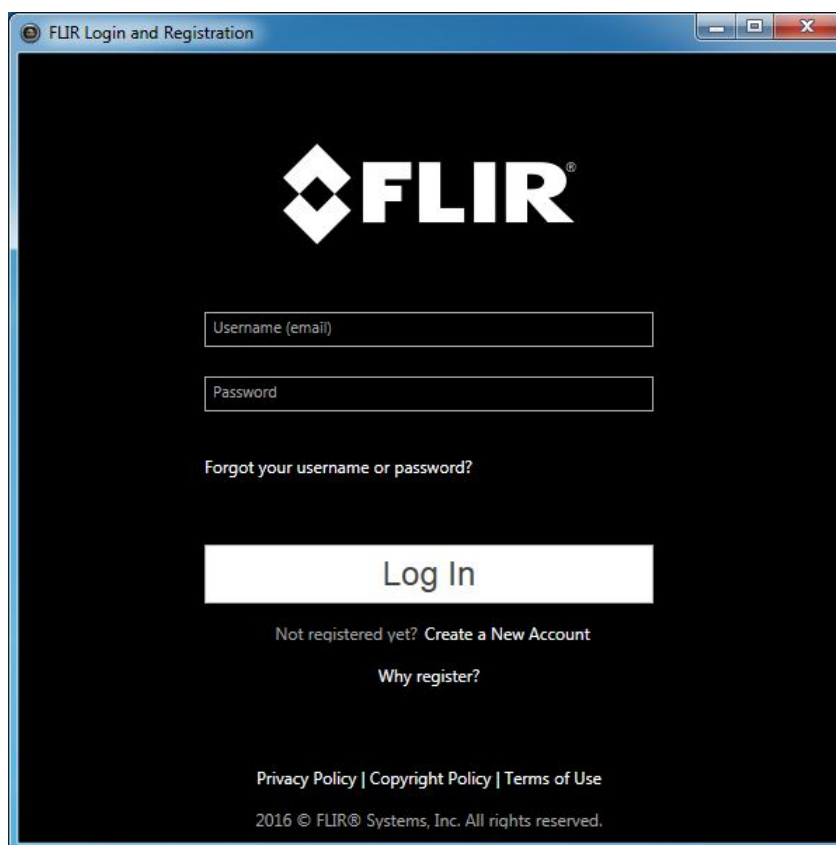 FLIR Login and Registration
FLIR®
Username (email)
Password
Forgot your username or password?
Log In
Not registered yet? Create a New Account
Why register?
Privacy Policy | Copyright Policy | Terms of Use
2016 © FLIR® Systems, Inc. All rights reserved.